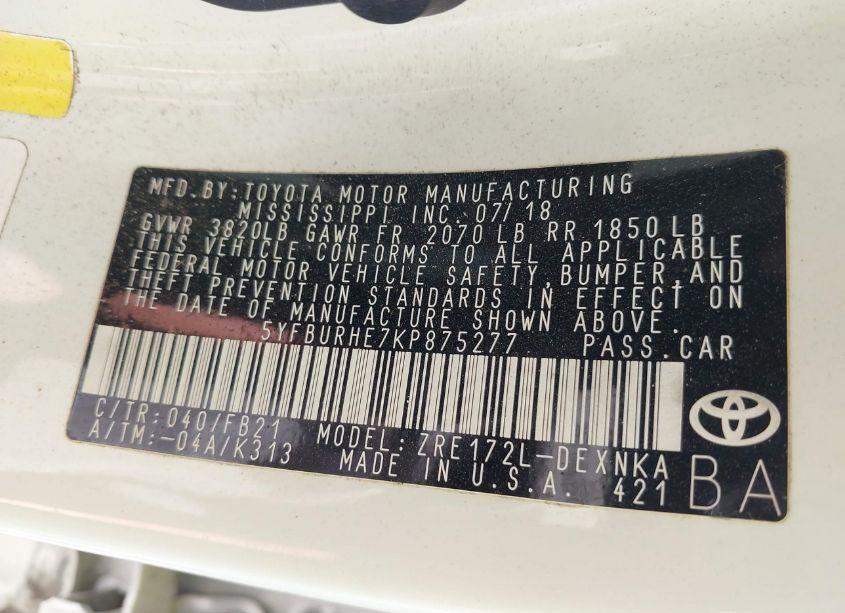 MFD.BY:TOYOTA MOTOR MANUFACTURING
MISSISSIPPI INC. 07/18
GVWR 3820LB GAWR FR 2070 LB RR 1850 LB
THIS VEHICLE CONFORMS TO ALL APPLICABLE
FEDERAL MOTOR VEHICLE SAFETY,BUMPER,AND
THEFT PREVENTION STANDARDS IN EFFECT ON
THE DATE OF MANUFACTURE SHOWN ABOVE.
5YFBURHE7KP875277 PASS.CAR
C/TR:040/FB21 MODEL:ZRE172L-DEXNKA
A/TM:-04A/K313 MADE IN U.S.A. 421 BA